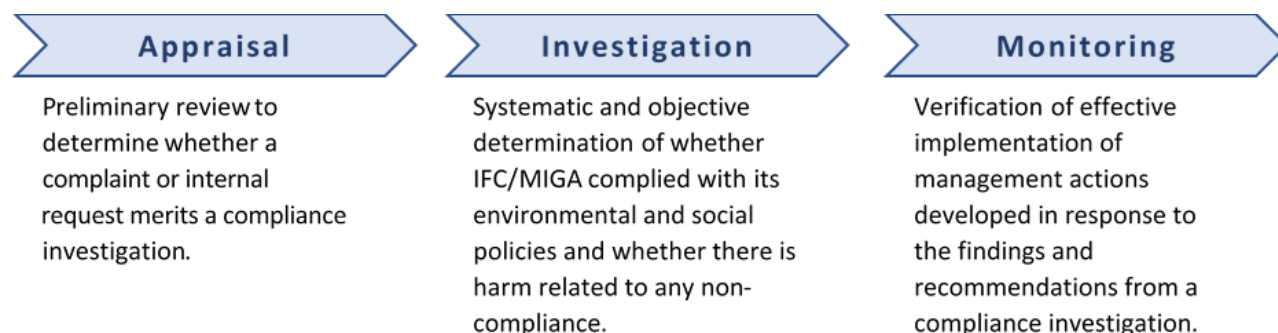 Appraisal
Preliminary review to
determine whether a
complaint or internal
request merits a compliance
investigation.
Investigation
Systematic and objective
determination of whether
IFC/MIGA complied with its
environmental and social
policies and whether there is
harm related to any non-
compliance.
Monitoring
Verification of effective
implementation of
management actions
developed in response to
the findings and
recommendations from a
compliance investigation.